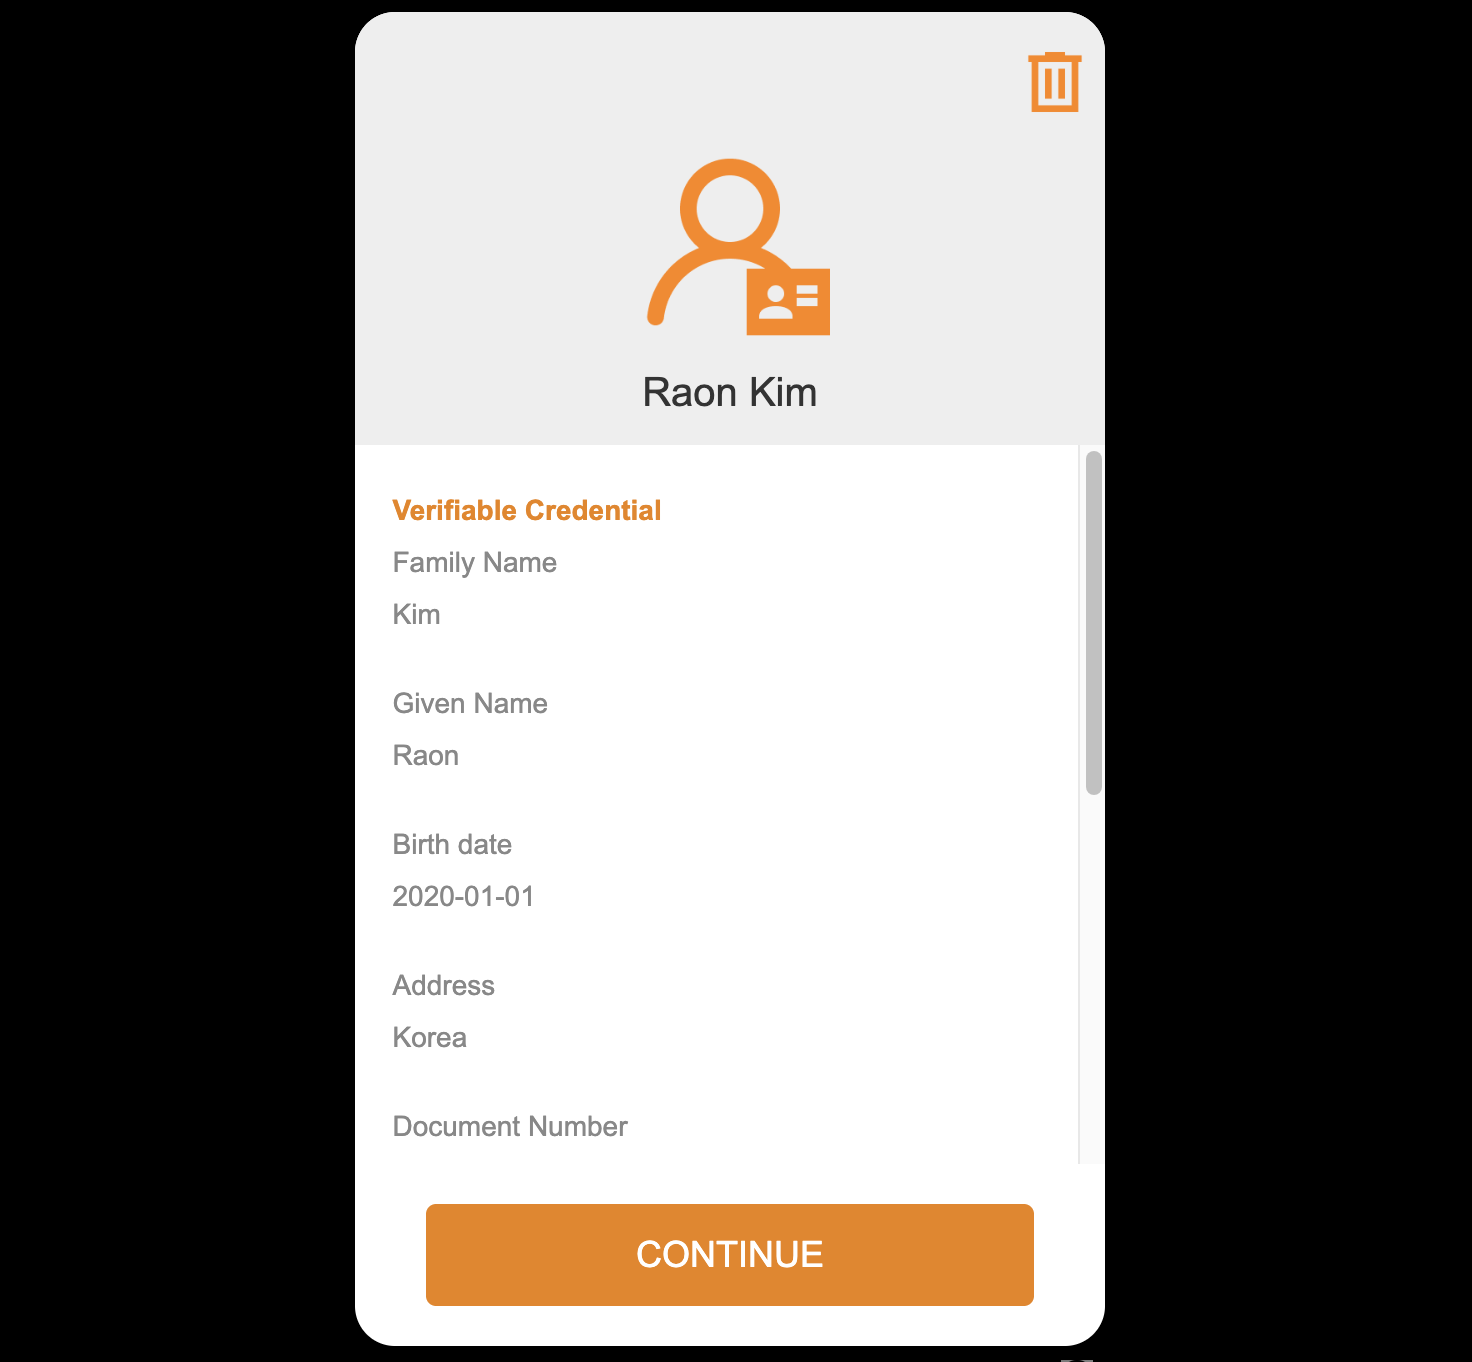 Raon Kim
Verifiable Credential
Family Name
Kim
Given Name
Raon
Birth date
2020-01-01
Address
Korea
Document Number
CONTINUE